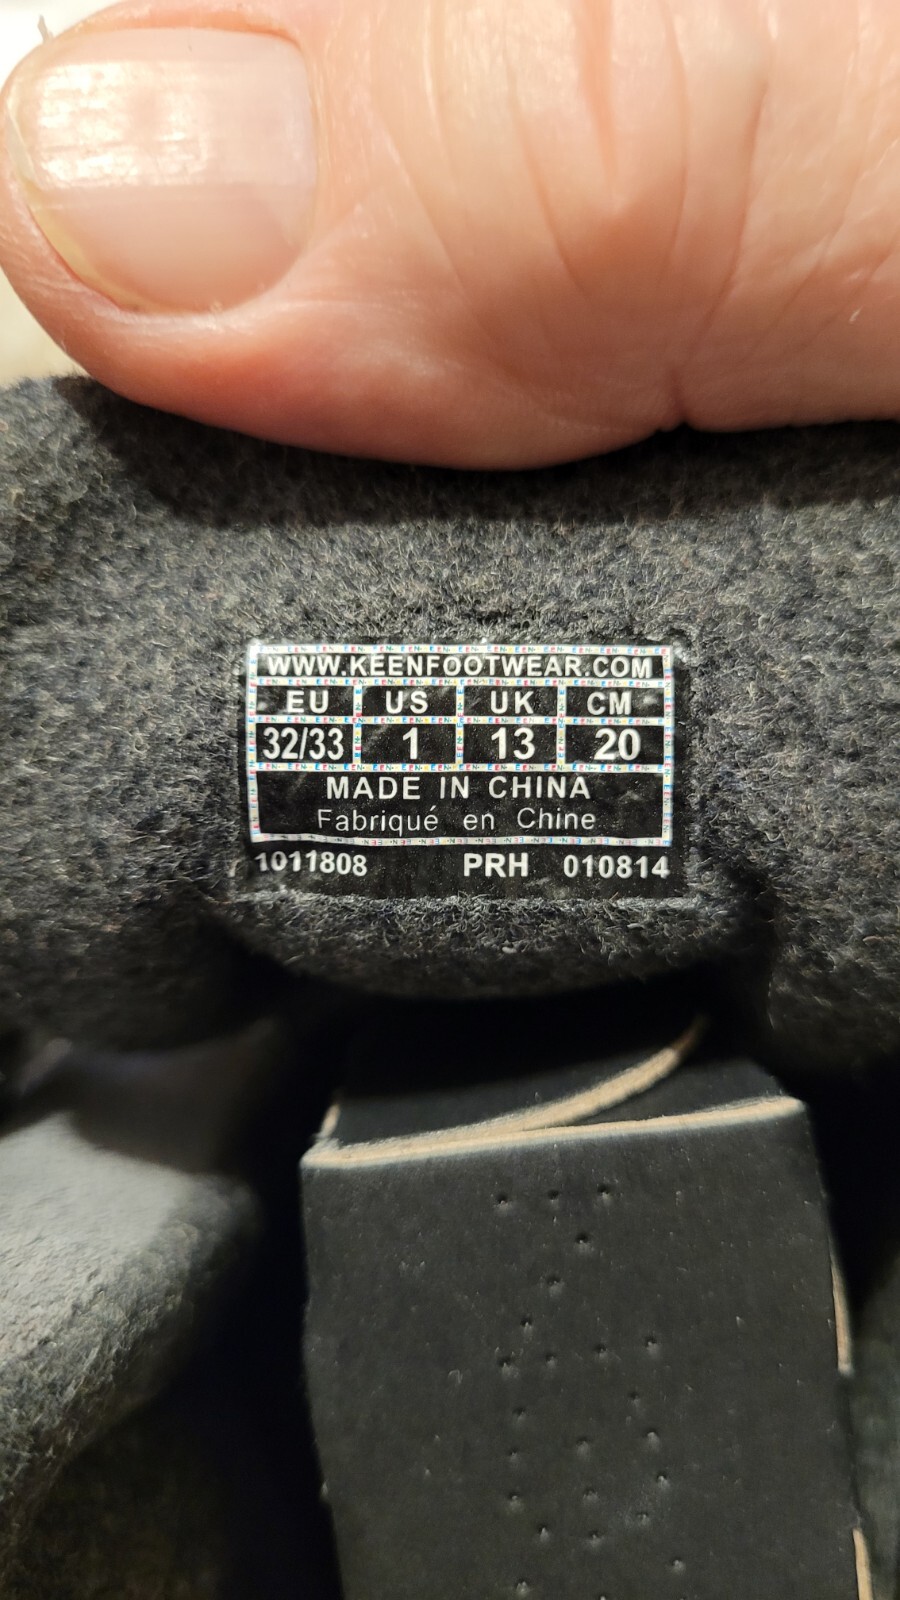 WWW.KEENFOOTWEAR.COM
EU US UK CM
32/33 1 13 20
MADE IN CHINA
Fabriqué en Chine
1011808 PRH 010814